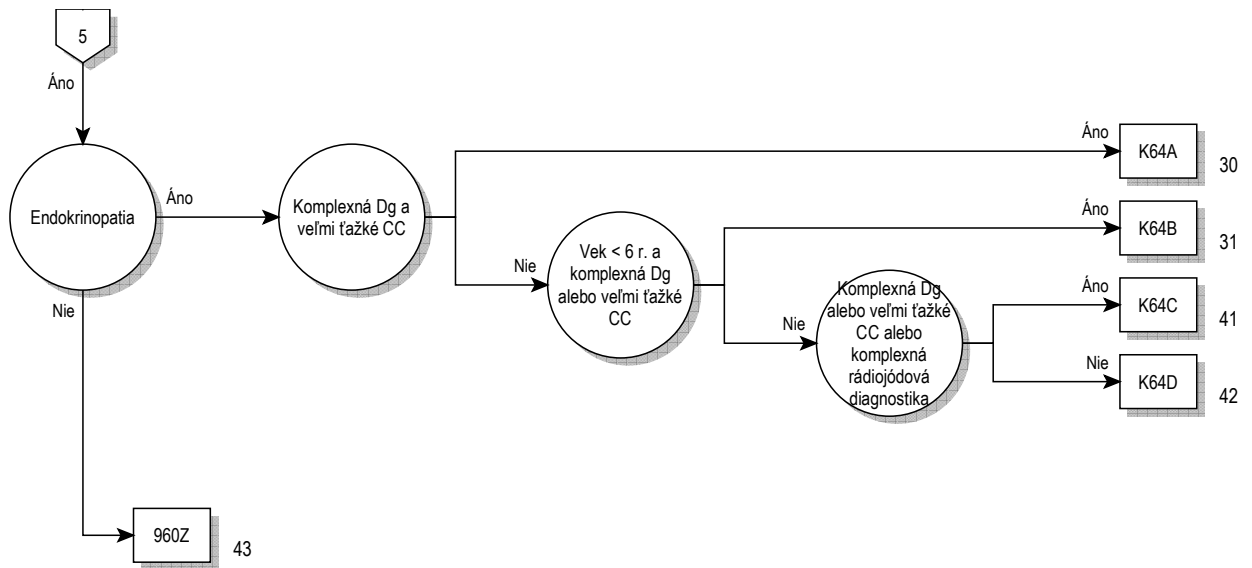 5
Áno
Endokrinopatia
Áno
Komplexná Dg a
veľmi ťažké CC
Áno
K64A
30
Nie
Vek < 6 r. a
komplexná Dg
alebo veľmi ťažké
CC
Áno
K64B
31
Nie
Komplexná Dg
alebo veľmi ťažké
CC alebo
komplexná
rádiojódová
diagnostika
Áno
K64C
41
Nie
K64D
42
Nie
960Z
43